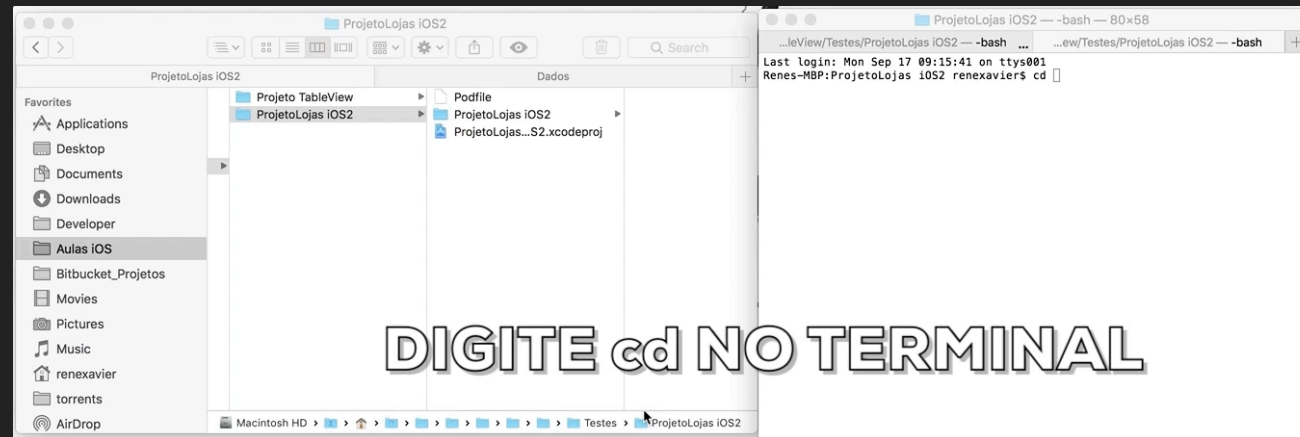 ProjetoLojas iOS2
Search
ProjetoLojas iOS2
Dados
Favorites
Applications
Desktop
Documents
Downloads
Developer
Aulas iOS
Bitbucket_Projetos
Movies
Pictures
Music
renexavier
torrents
AirDrop
Projeto TableView
ProjetoLojas iOS2
Podfile
ProjetoLojas iOS2
ProjetoLojas...S2.xcodeproj
Macintosh HD › › › › › › › › › Testes › ProjetoLojas iOS2
ProjetoLojas iOS2 — -bash — 80×58
...leView/Testes/ProjetoLojas iOS2 — -bash ...
...ew/Testes/ProjetoLojas iOS2 — -bash
Last login: Mon Sep 17 09:15:41 on ttys001
Renes-MBP:ProjetoLojas iOS2 renexavier$ cd
DIGITE cd NO TERMINAL